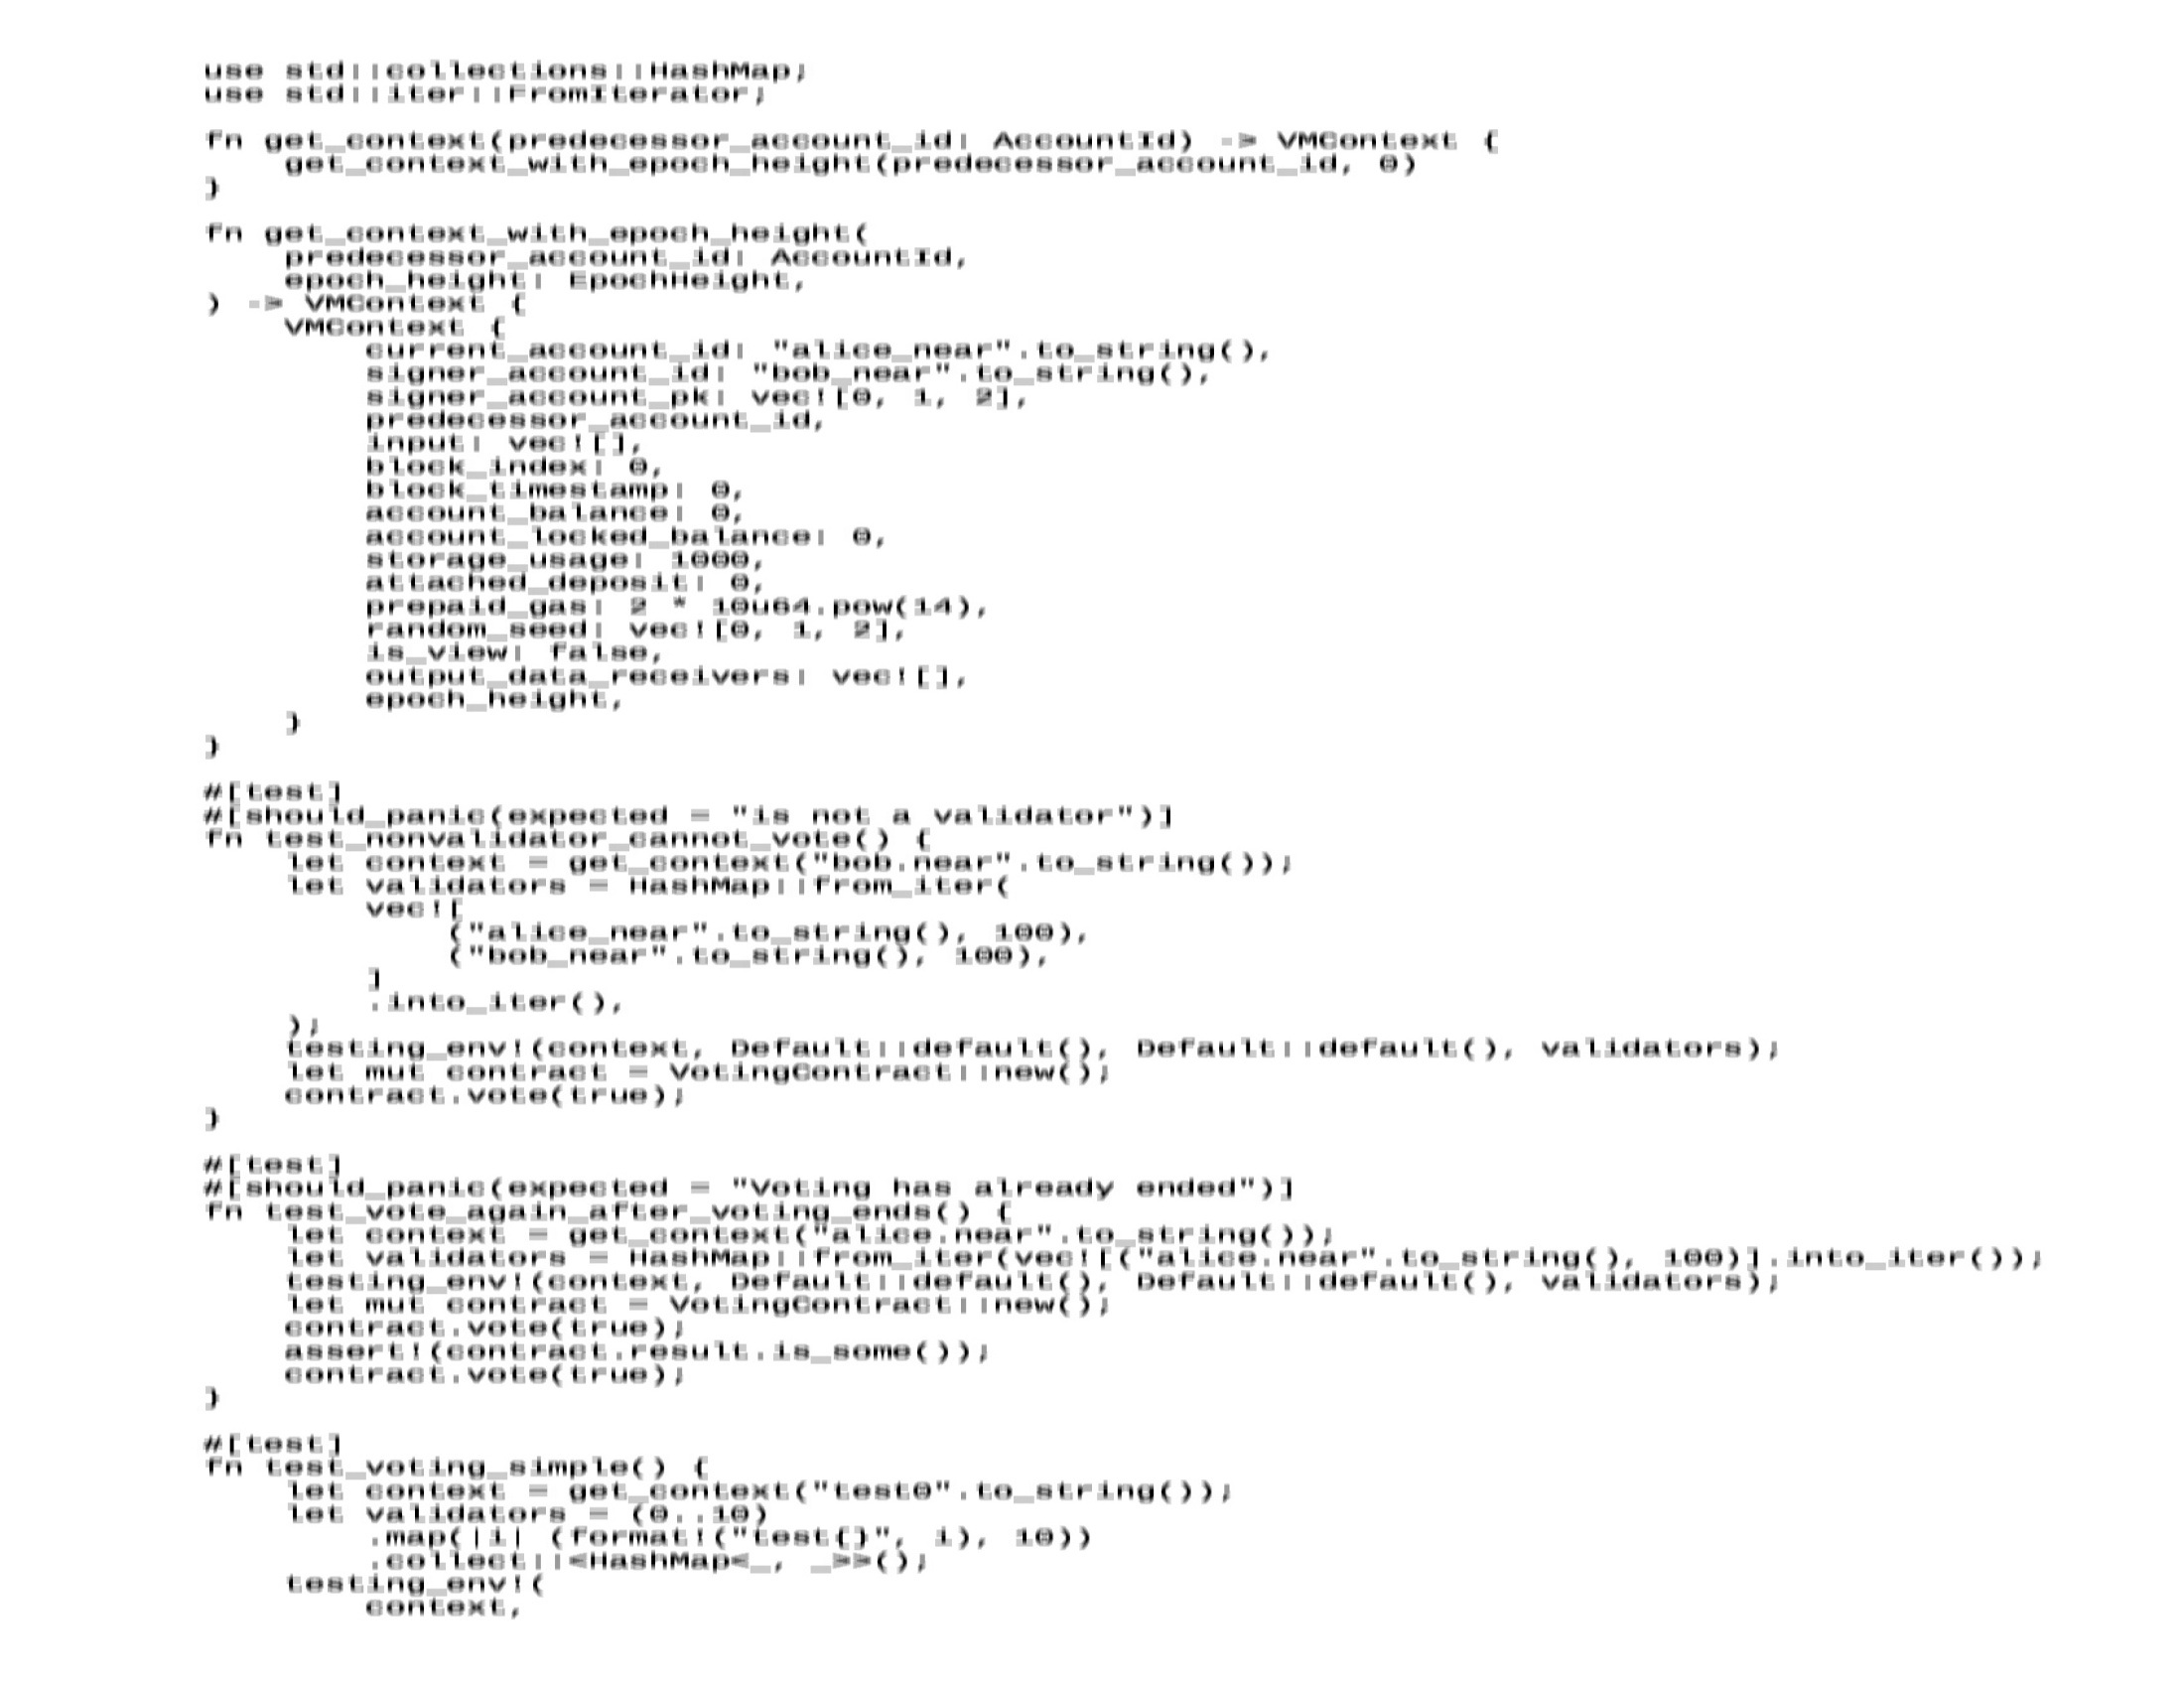 use std::collections::HashMap;
use std::iter::FromIterator;

fn get_context(predecessor_account_id: AccountId) -> VMContext {
    get_context_with_epoch_height(predecessor_account_id, 0)
}

fn get_context_with_epoch_height(
    predecessor_account_id: AccountId,
    epoch_height: EpochHeight,
) -> VMContext {
    VMContext {
        current_account_id: "alice_near".to_string(),
        signer_account_id: "bob_near".to_string(),
        signer_account_pk: vec![0, 1, 2],
        predecessor_account_id,
        input: vec![],
        block_index: 0,
        block_timestamp: 0,
        account_balance: 0,
        account_locked_balance: 0,
        storage_usage: 1000,
        attached_deposit: 0,
        prepaid_gas: 2 * 10u64.pow(14),
        random_seed: vec![0, 1, 2],
        is_view: false,
        output_data_receivers: vec![],
        epoch_height,
    }
}

#[test]
#[should_panic(expected = "is not a validator")]
fn test_nonvalidator_cannot_vote() {
    let context = get_context("bob.near".to_string());
    let validators = HashMap::from_iter(
        vec![
            ("alice_near".to_string(), 100),
            ("bob_near".to_string(), 100),
        ]
        .into_iter(),
    );
    testing_env!(context, Default::default(), Default::default(), validators);
    let mut contract = VotingContract::new();
    contract.vote(true);
}

#[test]
#[should_panic(expected = "Voting has already ended")]
fn test_vote_again_after_voting_ends() {
    let context = get_context("alice.near".to_string());
    let validators = HashMap::from_iter(vec![("alice.near".to_string(), 100)].into_iter());
    testing_env!(context, Default::default(), Default::default(), validators);
    let mut contract = VotingContract::new();
    contract.vote(true);
    assert!(contract.result.is_some());
    contract.vote(true);
}

#[test]
fn test_voting_simple() {
    let context = get_context("test0".to_string());
    let validators = (0..10)
        .map(|i| (format!("test{}", i), 10))
        .collect::<HashMap<_, _>>();
    testing_env!(
        context,